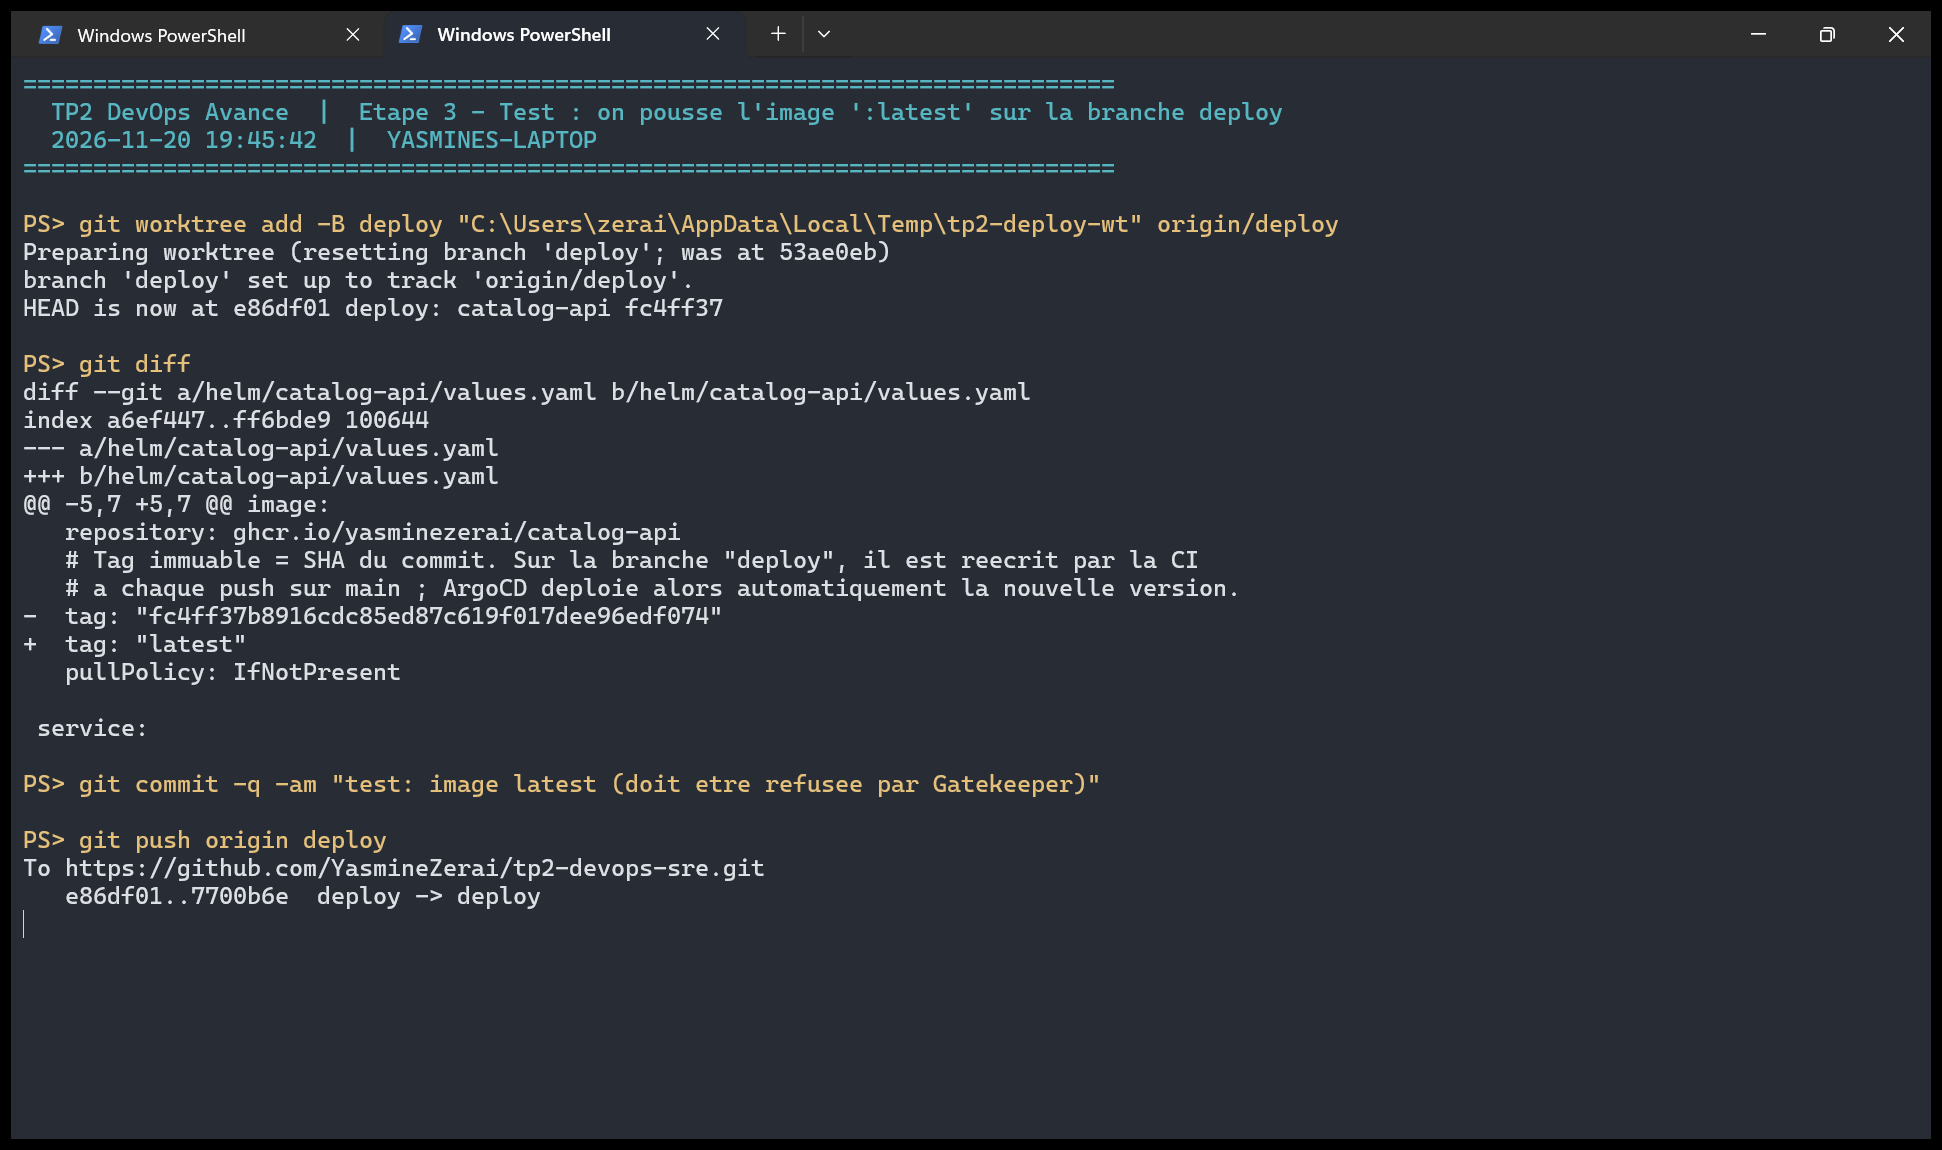 Windows PowerShell
Windows PowerShell
==============================================================================
  TP2 DevOps Avance  |  Etape 3 - Test : on pousse l'image ':latest' sur la branche deploy
  2026-11-20 19:45:42  |  YASMINES-LAPTOP
==============================================================================

PS> git worktree add -B deploy "C:\Users\zerai\AppData\Local\Temp\tp2-deploy-wt" origin/deploy
Preparing worktree (resetting branch 'deploy'; was at 53ae0eb)
branch 'deploy' set up to track 'origin/deploy'.
HEAD is now at e86df01 deploy: catalog-api fc4ff37

PS> git diff
diff --git a/helm/catalog-api/values.yaml b/helm/catalog-api/values.yaml
index a6ef447..ff6bde9 100644
--- a/helm/catalog-api/values.yaml
+++ b/helm/catalog-api/values.yaml
@@ -5,7 +5,7 @@ image:
   repository: ghcr.io/yasminezerai/catalog-api
   # Tag immuable = SHA du commit. Sur la branche "deploy", il est reecrit par la CI
   # a chaque push sur main ; ArgoCD deploie alors automatiquement la nouvelle version.
-  tag: "fc4ff37b8916cdc85ed87c619f017dee96edf074"
+  tag: "latest"
   pullPolicy: IfNotPresent

 service:

PS> git commit -q -am "test: image latest (doit etre refusee par Gatekeeper)"

PS> git push origin deploy
To https://github.com/YasmineZerai/tp2-devops-sre.git
   e86df01..7700b6e  deploy -> deploy